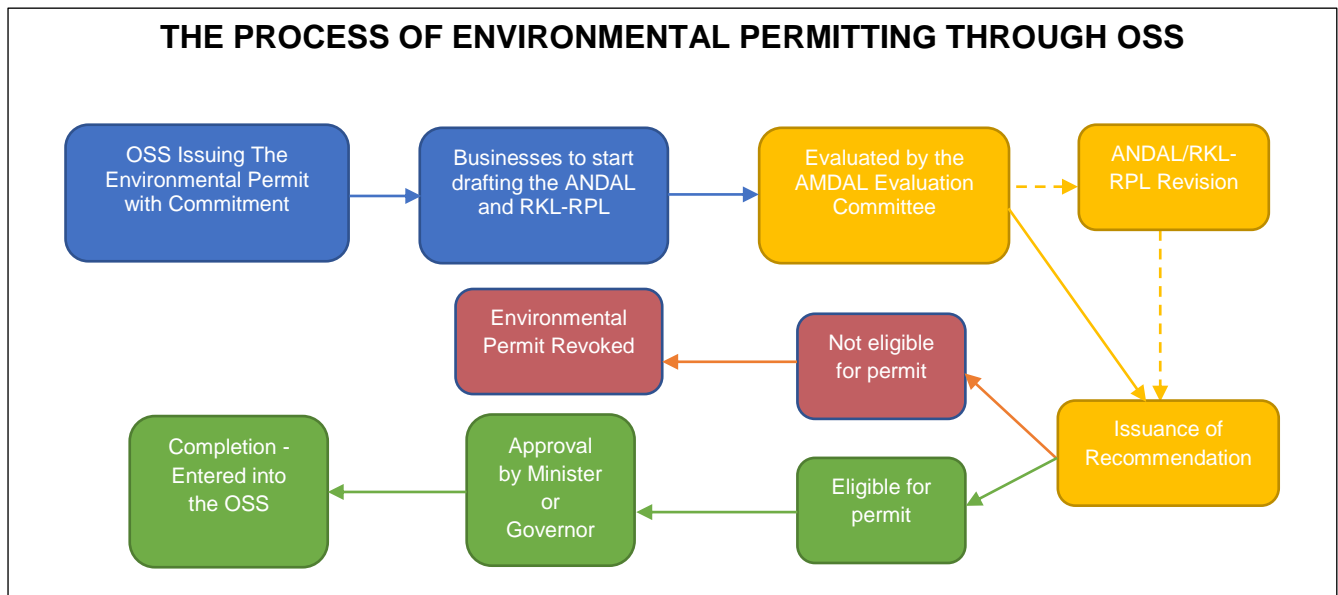 THE PROCESS OF ENVIRONMENTAL PERMITTING THROUGH OSS
OSS Issuing The
Environmental Permit
with Commitment
Businesses to start
drafting the ANDAL
and RKL-RPL
Evaluated by the
AMDAL Evaluation
Committee
ANDAL/RKL-
RPL Revision
Environmental
Permit Revoked
Not eligible
for permit
Issuance of
Recommendation
Completion -
Entered into
the OSS
Approval
by Minister
or
Governor
Eligible for
permit